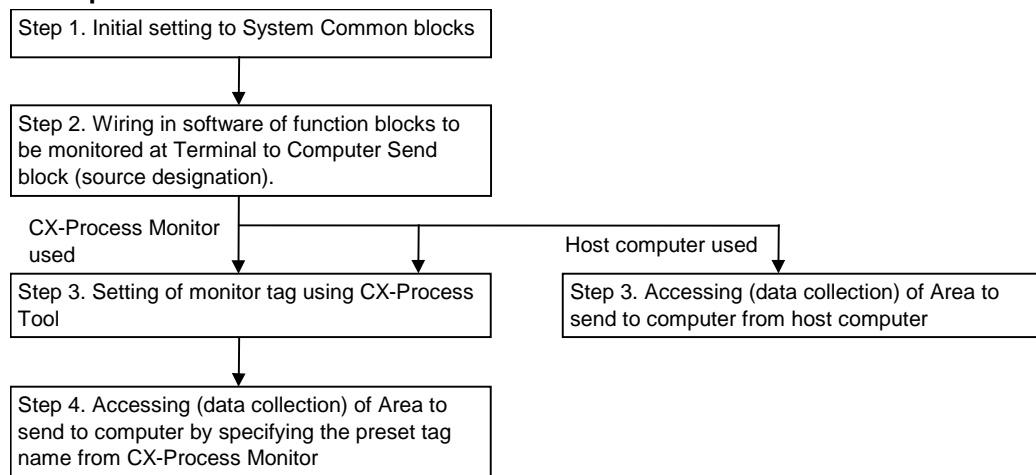 Step 1. Initial setting to System Common blocks
Step 2. Wiring in software of function blocks to
be monitored at Terminal to Computer Send
block (source designation).
CX-Process Monitor
used
Host computer used
Step 3. Setting of monitor tag using CX-Process
Tool
Step 3. Accessing (data collection) of Area to
send to computer from host computer
Step 4. Accessing (data collection) of Area to
send to computer by specifying the preset tag
name from CX-Process Monitor